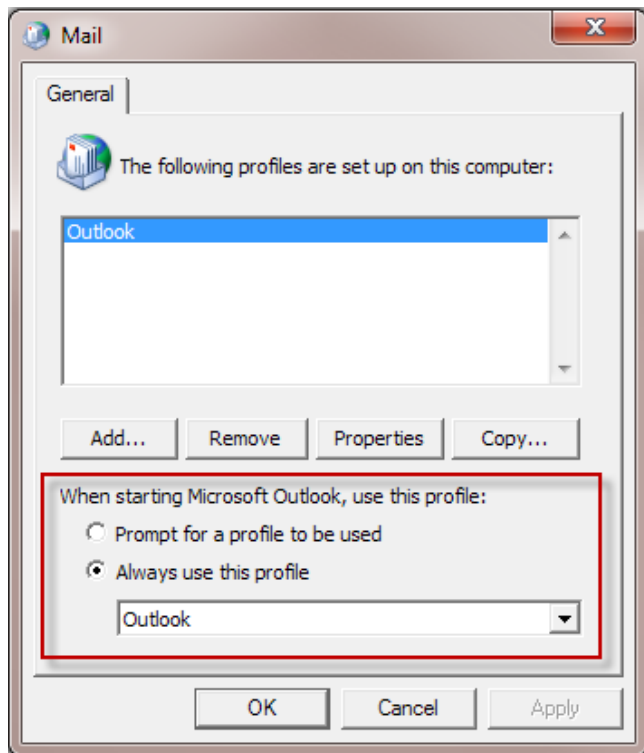 Mail
General
The following profiles are set up on this computer:
Outlook
Add... Remove Properties Copy...
When starting Microsoft Outlook, use this profile:
Prompt for a profile to be used
Always use this profile
Outlook
OK Cancel Apply